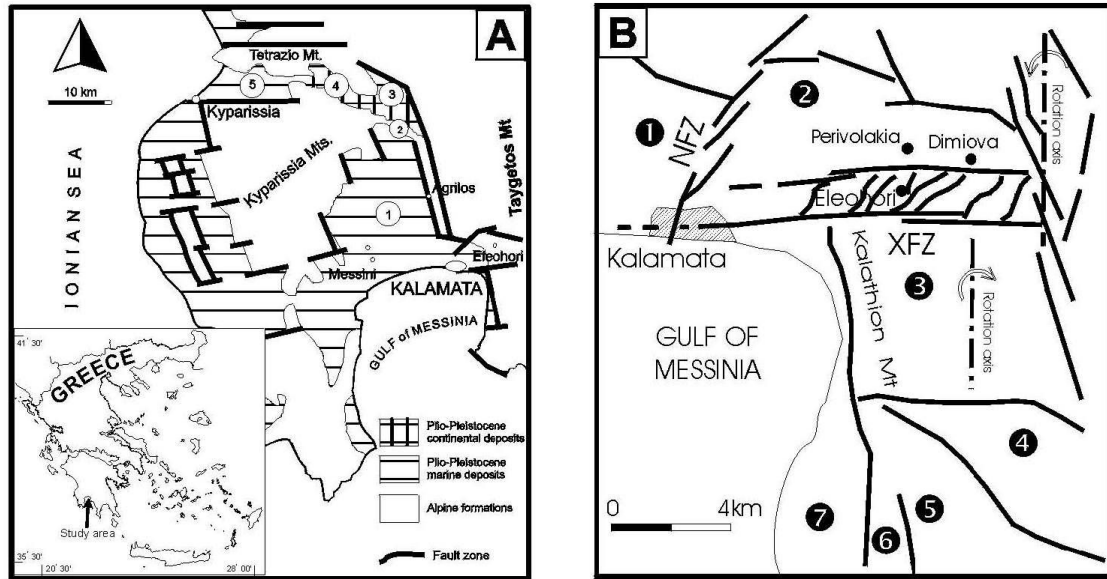 A
Tetrazio Mt.
5
4
3
2
10 km
Kyparissia
Kyparissia Mts.
Agrilos
Taygetos Mt
1
IONIAN SEA
Messini
Eleohori
KALAMATA
GULF of MESSINIA
41 30'
GREECE
Study area
35 30'
20 30'
28 00'
Plio-Pleistocene
continental deposits
Plio-Pleistocene
marine deposits
Alpine formations
Fault zone
B
1
NFZ
2
Perivolakia
Dimiova
Rotation axis
Eleohori
Kalamata
XFZ
Kalathion Mt
3
Rotation axis
GULF OF
MESSINIA
4
0
4km
7
5
6